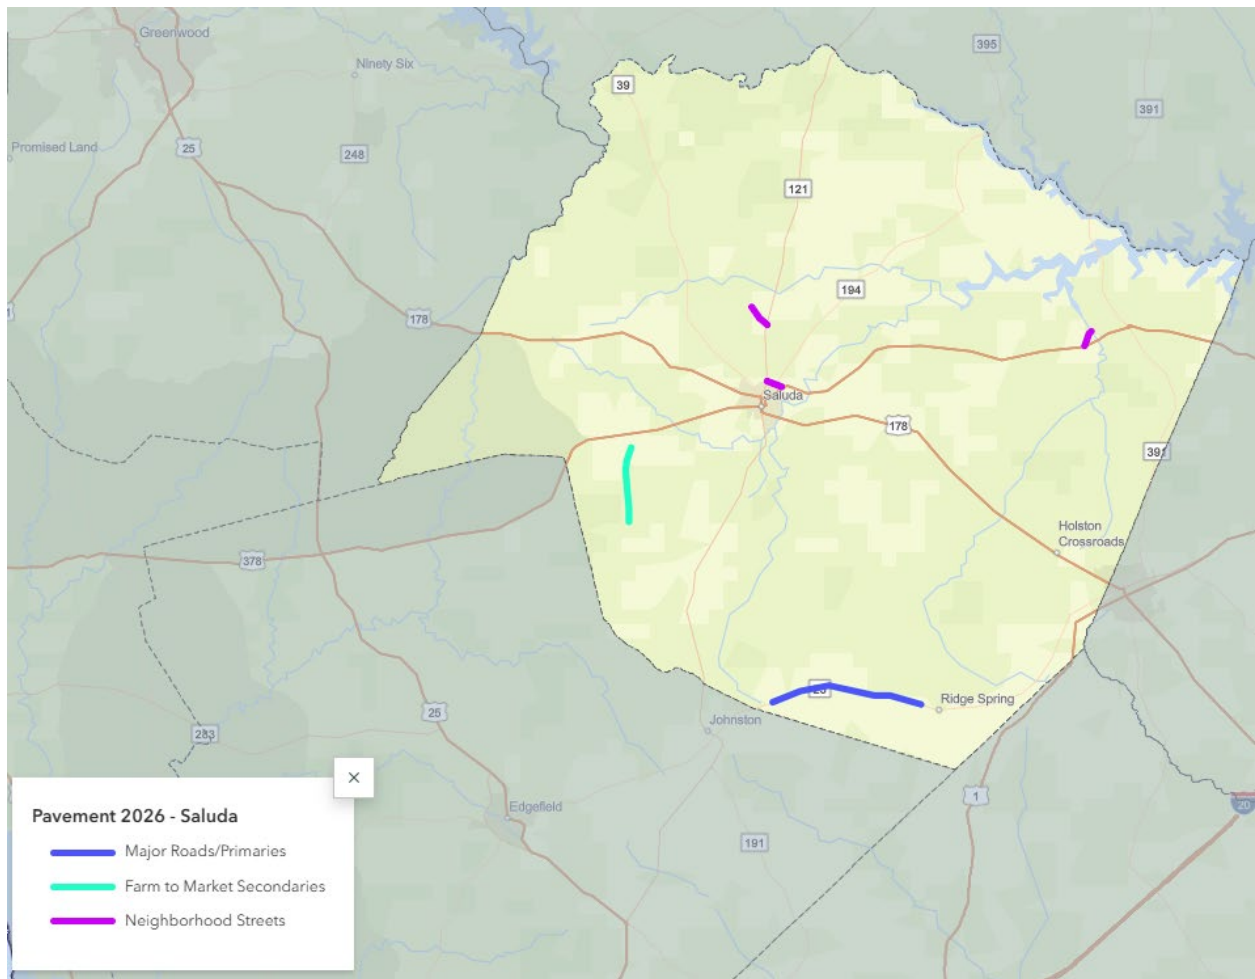 Greenwood
395
Ninety Six
39
391
Promised Land
25
248
121
194
178
Saluda
178
391
Holston
Crossroads
378
23
Ridge Spring
Johnston
25
283
Edgefield
1
20
191
Pavement 2026 - Saluda
Major Roads/Primaries
Farm to Market Secondaries
Neighborhood Streets